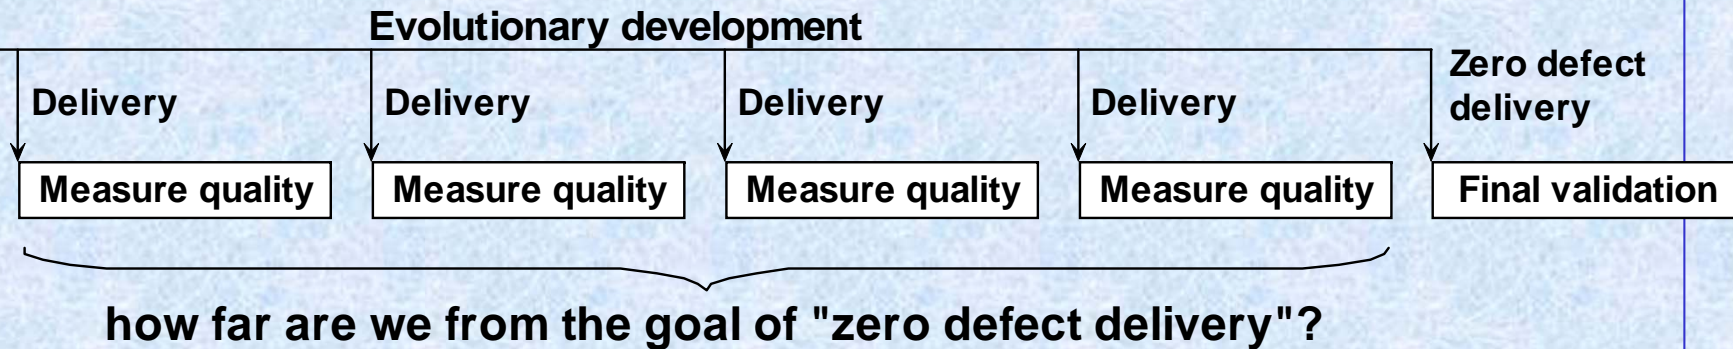 Evolutionary development
Delivery
Delivery
Delivery
Delivery
Zero defect
delivery
Measure quality
Measure quality
Measure quality
Measure quality
Final validation
how far are we from the goal of "zero defect delivery"?